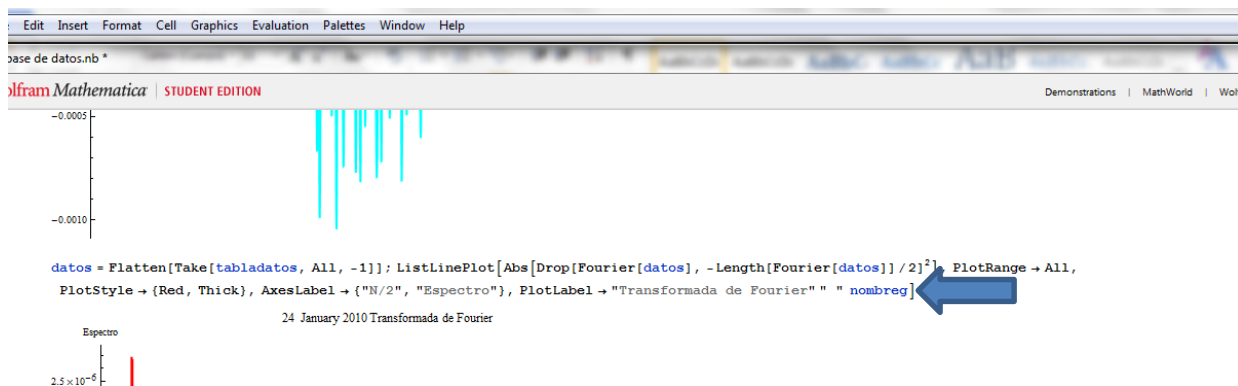 Edit Insert Format Cell Graphics Evaluation Palettes Window Help
base de datos.nb *
olfram Mathematica | STUDENT EDITION
Demonstrations | MathWorld | Wol
-0.0005
-0.0010
datos = Flatten[Take[tabladatos, All, -1]]; ListLinePlot[Abs[Drop[Fourier[datos], -Length[Fourier[datos]]/2]²], PlotRange → All,
PlotStyle → {Red, Thick}, AxesLabel → {"N/2", "Espectro"}, PlotLabel → "Transformada de Fourier" " " nombreg]
24 January 2010 Transformada de Fourier
Espectro
2.5 × 10⁻⁶